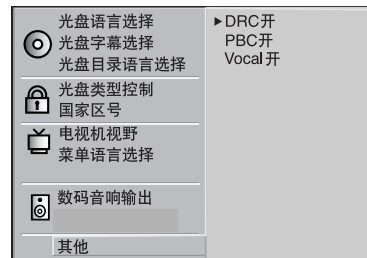 光盘语言选择
光盘字幕选择
光盘目录语言选择
光盘类型控制
国家区号
电视机视野
菜单语言选择
数码音响输出
其他
DRC开
PBC开
Vocal开